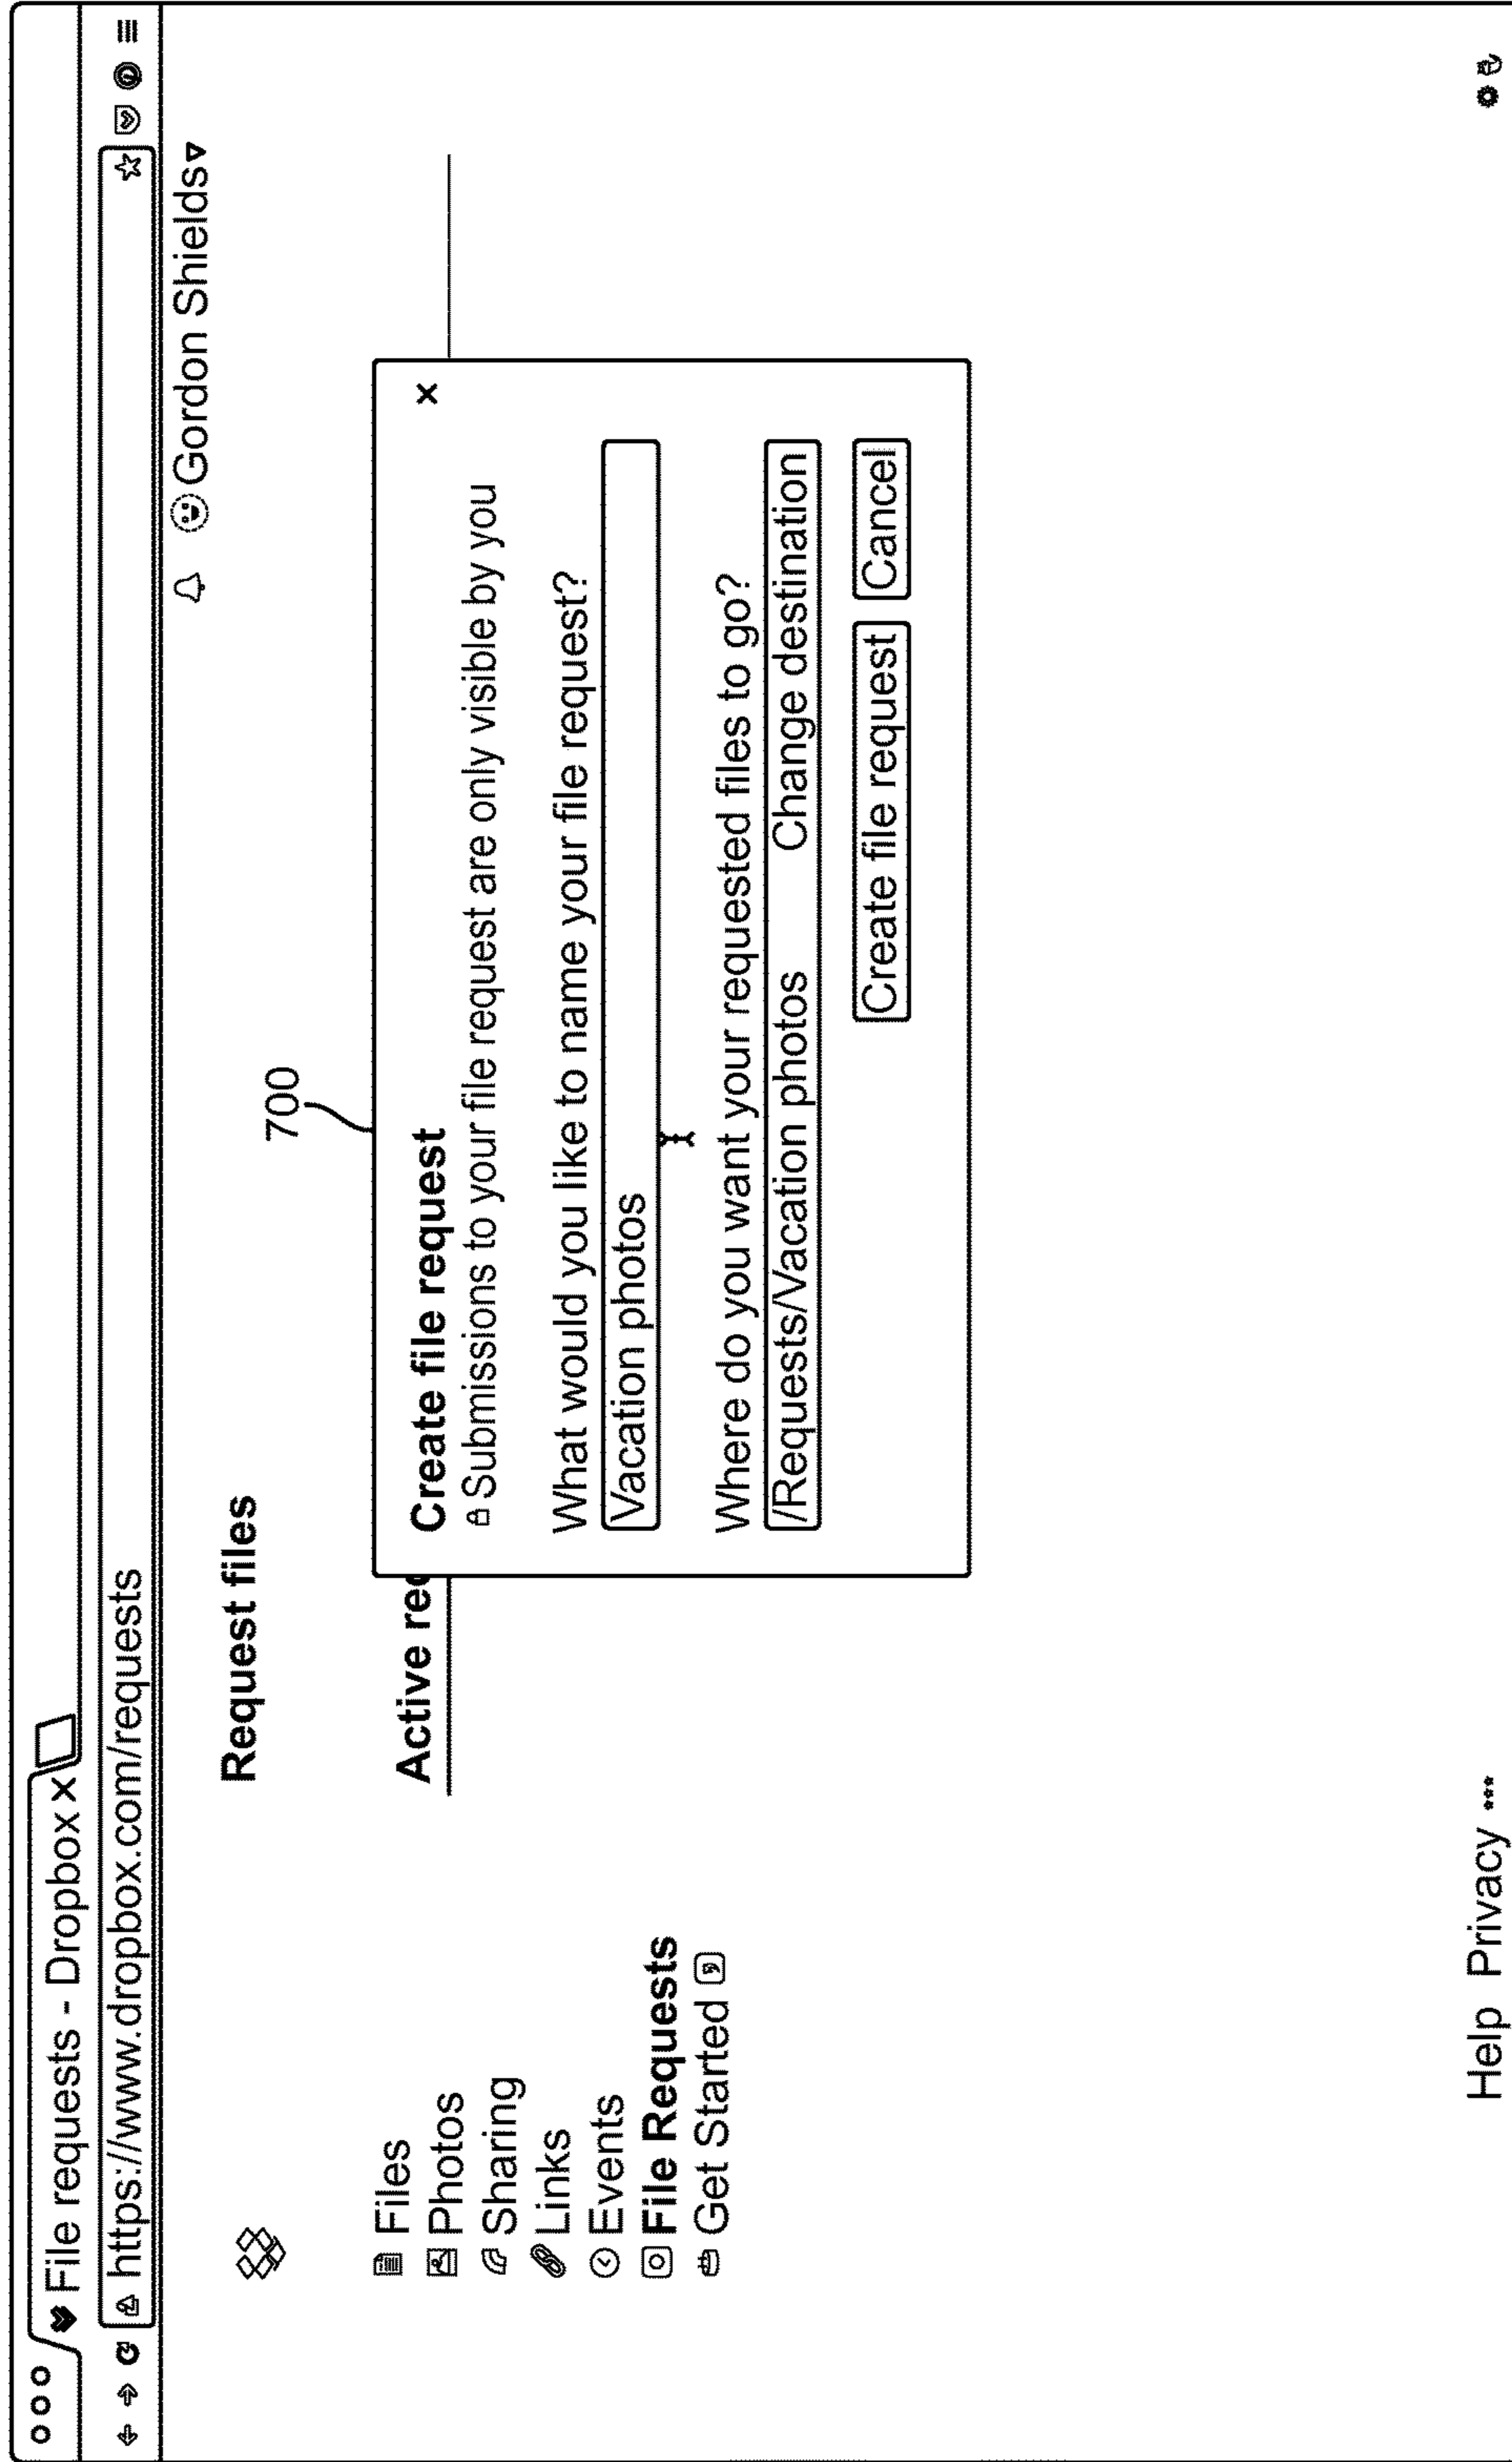 File requests - Dropbox X
https://www.dropbox.com/requests
Gordon Shields
Request files
700
Files
Photos
Sharing
Links
Events
File Requests
Get Started
Active req
Create file request
x
Submissions to your file request are only visible by you
What would you like to name your file request?
Vacation photos
Where do you want your requested files to go?
/Requests/Vacation photos Change destination
Create file request Cancel
Help Privacy